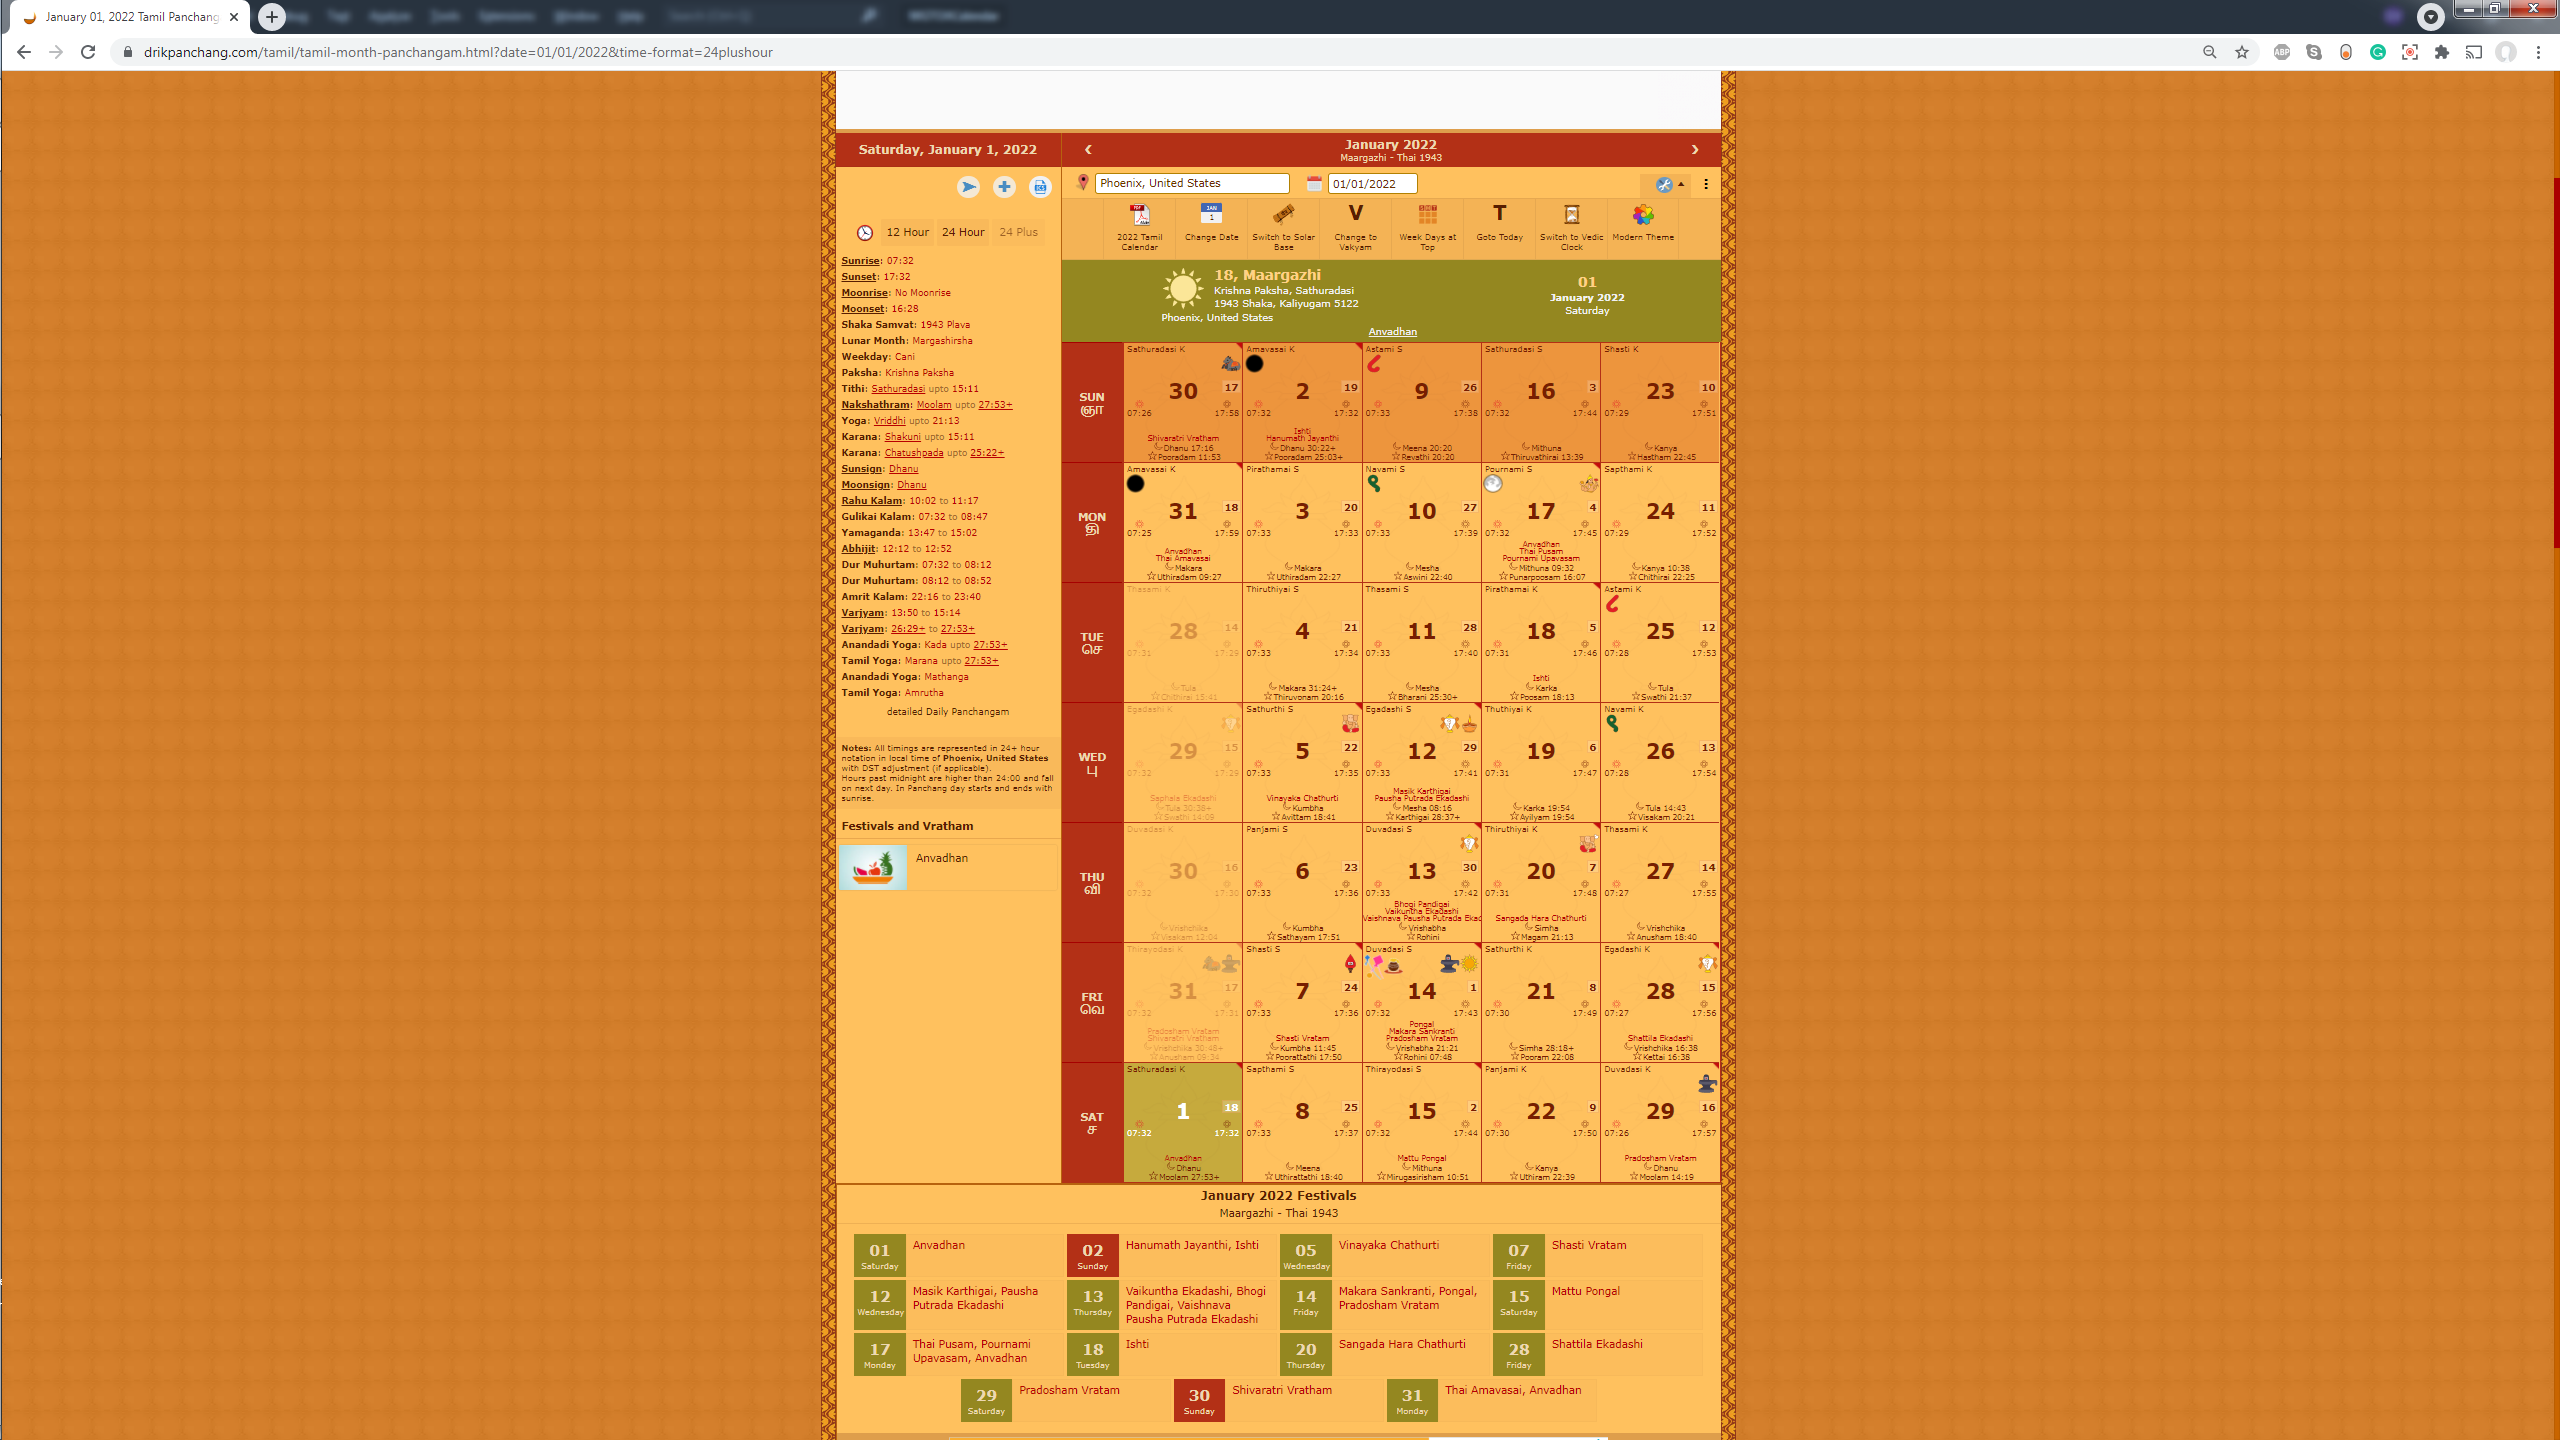 January 01, 2022 Tamil Panchang
drikpanchang.com/tamil/tamil-month-panchangam.html?date=01/01/2022&time-format=24plushour
Saturday, January 1, 2022
January 2022
Maargazhi - Thai 1943
Phoenix, United States
01/01/2022
2022 Tamil Calendar
Change Date
Switch to Solar Base
V
Change to Vakyam
Week Days at Top
T
Goto Today
Switch to Vedic Clock
Modern Theme
12 Hour 24 Hour 24 Plus
Sunrise: 07:32
Sunset: 17:32
Moonrise: No Moonrise
Moonset: 16:28
Shaka Samvat: 1943 Plava
Lunar Month: Margashirsha
Weekday: Cani
Paksha: Krishna Paksha
Tithi: Sathuradasi upto 15:11
Nakshathram: Moolam upto 27:53+
Yoga: Vriddhi upto 21:13
Karana: Shakuni upto 15:11
Karana: Chatushpada upto 25:22+
Sunsign: Dhanu
Moonsign: Dhanu
Rahu Kalam: 10:02 to 11:17
Gulikai Kalam: 07:32 to 08:47
Yamaganda: 13:47 to 15:02
Abhijit: 12:12 to 12:52
Dur Muhurtam: 07:32 to 08:12
Dur Muhurtam: 08:12 to 08:52
Amrit Kalam: 22:16 to 23:40
Varjyam: 13:50 to 15:14
Varjyam: 26:29+ to 27:53+
Anandadi Yoga: Kada upto 27:53+
Tamil Yoga: Marana upto 27:53+
Anandadi Yoga: Mathanga
Tamil Yoga: Amrutha
detailed Daily Panchangam
Notes: All timings are represented in 24+ hour
notation in local time of Phoenix, United States
with DST adjustment (if applicable).
Hours past midnight are higher than 24:00 and fall
on next day. In Panchang day starts and ends with
sunrise.
Festivals and Vratham
Anvadhan
18, Maargazhi
Krishna Paksha, Sathuradasi
1943 Shaka, Kaliyugam 5122
Phoenix, United States
01
January 2022
Saturday
Anvadhan
SUN
ஞா
Sathuradasi K
30 17
07:26 17:58
Shivaratri Vratham
Dhanu 17:16
Pooradam 11:53
Amavasai K
2 19
07:32 17:32
Ishti
Hanumath Jayanthi
Dhanu 30:22+
Pooradam 25:03+
Astami S
9 26
07:33 17:38
Meena 20:20
Revathi 20:20
Sathuradasi S
16 3
07:32 17:44
Mithuna
Thiruvathirai 13:39
Shasti K
23 10
07:29 17:51
Kanya
Hastham 22:45
MON
தி
Amavasai K
31 18
07:25 17:59
Anvadhan
Thai Amavasai
Makara
Uthiradam 09:27
Pirathamai S
3 20
07:33 17:33
Makara
Uthiradam 22:27
Navami S
10 27
07:33 17:39
Mesha
Aswini 22:40
Pournami S
17 4
07:32 17:45
Anvadhan
Thai Pusam
Pournami Upavasam
Mithuna 09:32
Punarpoosam 16:07
Sapthami K
24 11
07:29 17:52
Kanya 10:38
Chithirai 22:25
TUE
செ
Thasami K
28 14
07:31 17:29
Tula
Chithirai 15:41
Thiruthiyai S
4 21
07:33 17:34
Makara 31:24+
Thiruvonam 20:16
Thasami S
11 28
07:33 17:40
Mesha
Bharani 25:30+
Pirathamai K
18 5
07:31 17:46
Ishti
Karka
Poosam 18:13
Astami K
25 12
07:28 17:53
Tula
Swathi 21:37
WED
பு
Egadashi K
29 15
07:32 17:29
Saphala Ekadashi
Tula 30:38+
Swathi 14:09
Sathurthi S
5 22
07:33 17:35
Vinayaka Chathurti
Kumbha
Avittam 18:41
Egadashi S
12 29
07:33 17:41
Masik Karthigai
Pausha Putrada Ekadashi
Mesha 08:16
Karthigai 28:37+
Thuthiyai K
19 6
07:31 17:47
Karka 19:54
Ayilyam 19:54
Navami K
26 13
07:28 17:54
Tula 14:43
Visakam 20:21
THU
வி
Duvadasi K
30 16
07:32 17:30
Vrishchika
Visakam 12:04
Panjami S
6 23
07:33 17:36
Kumbha
Sathayam 17:51
Duvadasi S
13 30
07:33 17:42
Bhogi Pandigai
Vaikuntha Ekadashi
Vaishnava Pausha Putrada Ekad
Vrishabha
Rohini
Thiruthiyai K
20 7
07:31 17:48
Sangada Hara Chathurti
Simha
Magam 21:13
Thasami K
27 14
07:27 17:55
Vrishchika
Anusham 18:40
FRI
வெ
Thirayodasi K
31 17
07:32 17:31
Pradosham Vratam
Shivaratri Vratham
Vrishchika 30:48+
Anusham 09:34
Shasti S
7 24
07:33 17:36
Shasti Vratam
Kumbha 11:45
Poorattathi 17:50
Duvadasi S
14 1
07:32 17:43
Pongal
Makara Sankranti
Pradosham Vratam
Vrishabha 21:21
Rohini 07:48
Sathurthi K
21 8
07:30 17:49
Simha 28:18+
Pooram 22:08
Egadashi K
28 15
07:27 17:56
Shattila Ekadashi
Vrishchika 16:38
Kettai 16:38
SAT
ச
Sathuradasi K
1 18
07:32 17:32
Anvadhan
Dhanu
Moolam 27:53+
Sapthami S
8 25
07:33 17:37
Meena
Uthirattathi 18:40
Thirayodasi S
15 2
07:32 17:44
Mattu Pongal
Mithuna
Mirugasirisham 10:51
Panjami K
22 9
07:30 17:50
Kanya
Uthiram 22:39
Duvadasi K
29 16
07:26 17:57
Pradosham Vratam
Dhanu
Moolam 14:19
January 2022 Festivals
Maargazhi - Thai 1943
01 Saturday Anvadhan
02 Sunday Hanumath Jayanthi, Ishti
05 Wednesday Vinayaka Chathurti
07 Friday Shasti Vratam
12 Wednesday Masik Karthigai, Pausha Putrada Ekadashi
13 Thursday Vaikuntha Ekadashi, Bhogi Pandigai, Vaishnava Pausha Putrada Ekadashi
14 Friday Makara Sankranti, Pongal, Pradosham Vratam
15 Saturday Mattu Pongal
17 Monday Thai Pusam, Pournami Upavasam, Anvadhan
18 Tuesday Ishti
20 Thursday Sangada Hara Chathurti
28 Friday Shattila Ekadashi
29 Saturday Pradosham Vratam
30 Sunday Shivaratri Vratham
31 Monday Thai Amavasai, Anvadhan